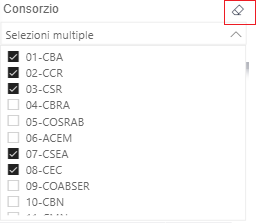 Consorzio
Selezioni multiple
01-CBA
02-CCR
03-CSR
04-CBRA
05-COSRAB
06-ACEM
07-CSEA
08-CEC
09-COABSER
10-CBN